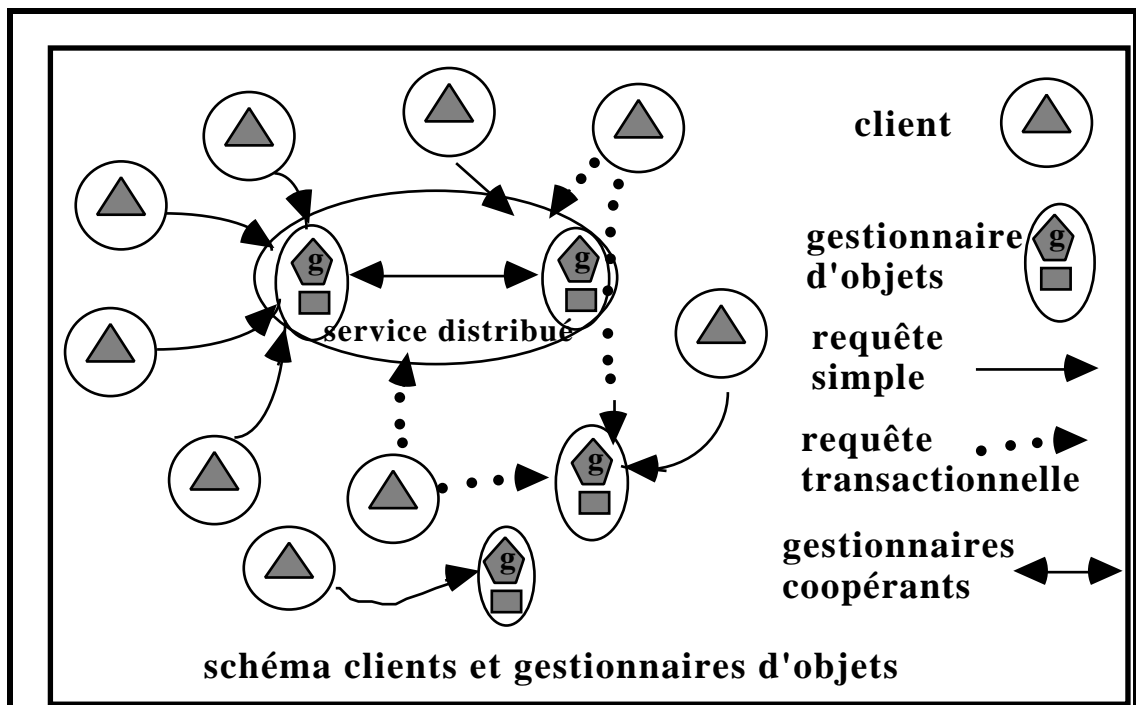 client
g
g
g
gestionnaire
d'objets
service distribué
requête
simple
requête
transactionnelle
g
g
gestionnaires
coopérants
schéma clients et gestionnaires d'objets